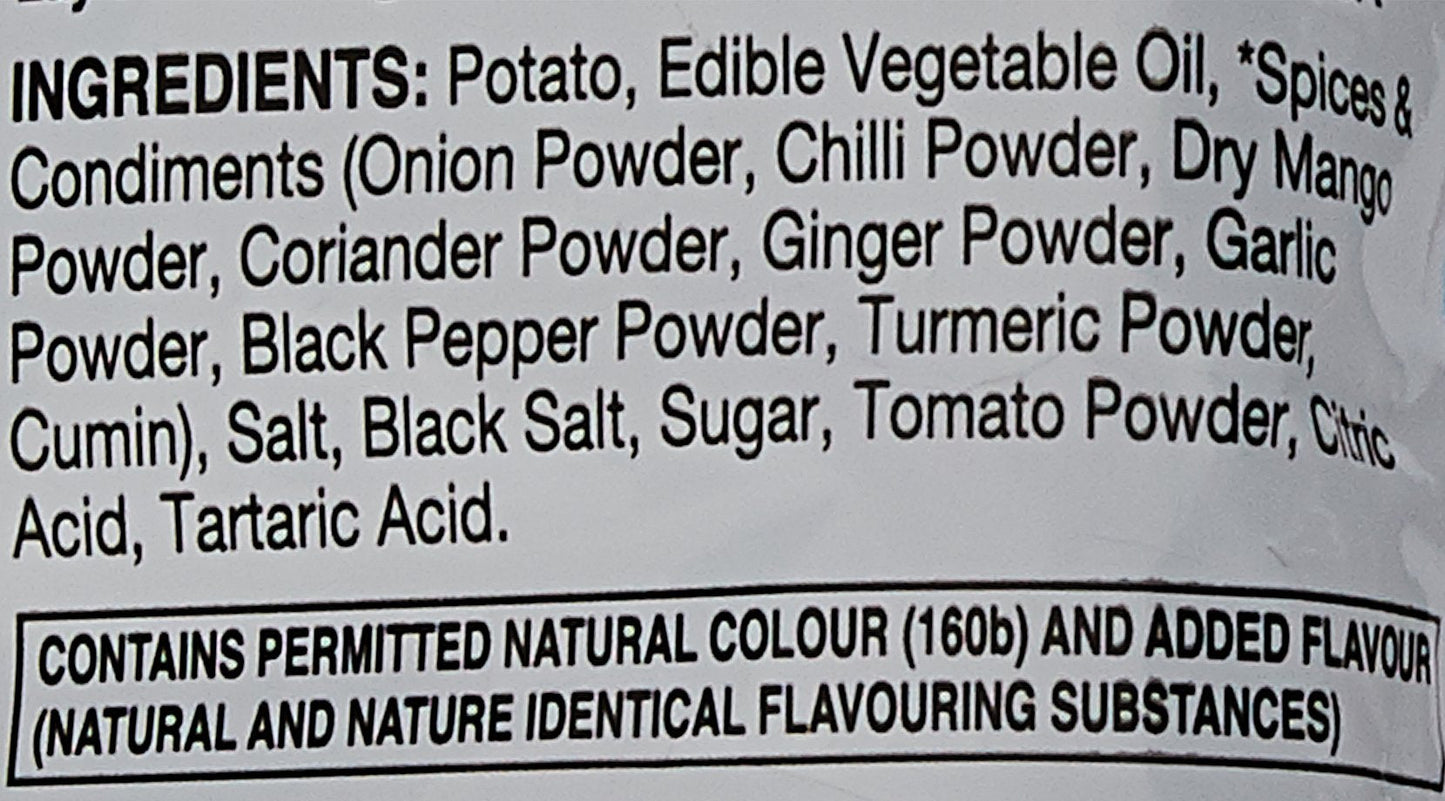 INGREDIENTS: Potato, Edible Vegetable Oil, *Spices &
Condiments (Onion Powder, Chilli Powder, Dry Mango
Powder, Coriander Powder, Ginger Powder, Garlic
Powder, Black Pepper Powder, Turmeric Powder,
Cumin), Salt, Black Salt, Sugar, Tomato Powder, Citric
Acid, Tartaric Acid.
CONTAINS PERMITTED NATURAL COLOUR (160b) AND ADDED FLAVOUR
(NATURAL AND NATURE IDENTICAL FLAVOURING SUBSTANCES)